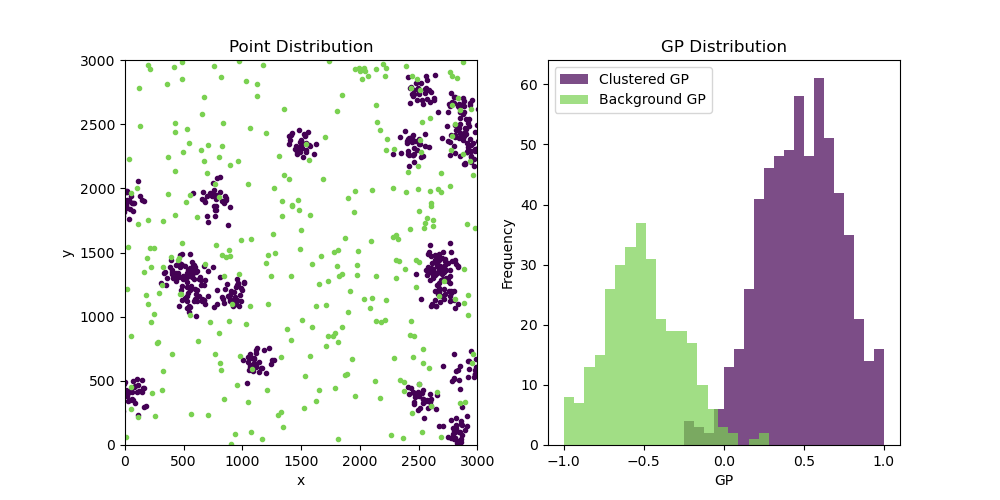 Point Distribution
3000
2500
2000
1500
1000
500
0
y
0 500 1000 1500 2000 2500 3000
x
GP Distribution
Clustered GP
Background GP
60
50
40
30
20
10
0
Frequency
−1.0 −0.5 0.0 0.5 1.0
GP